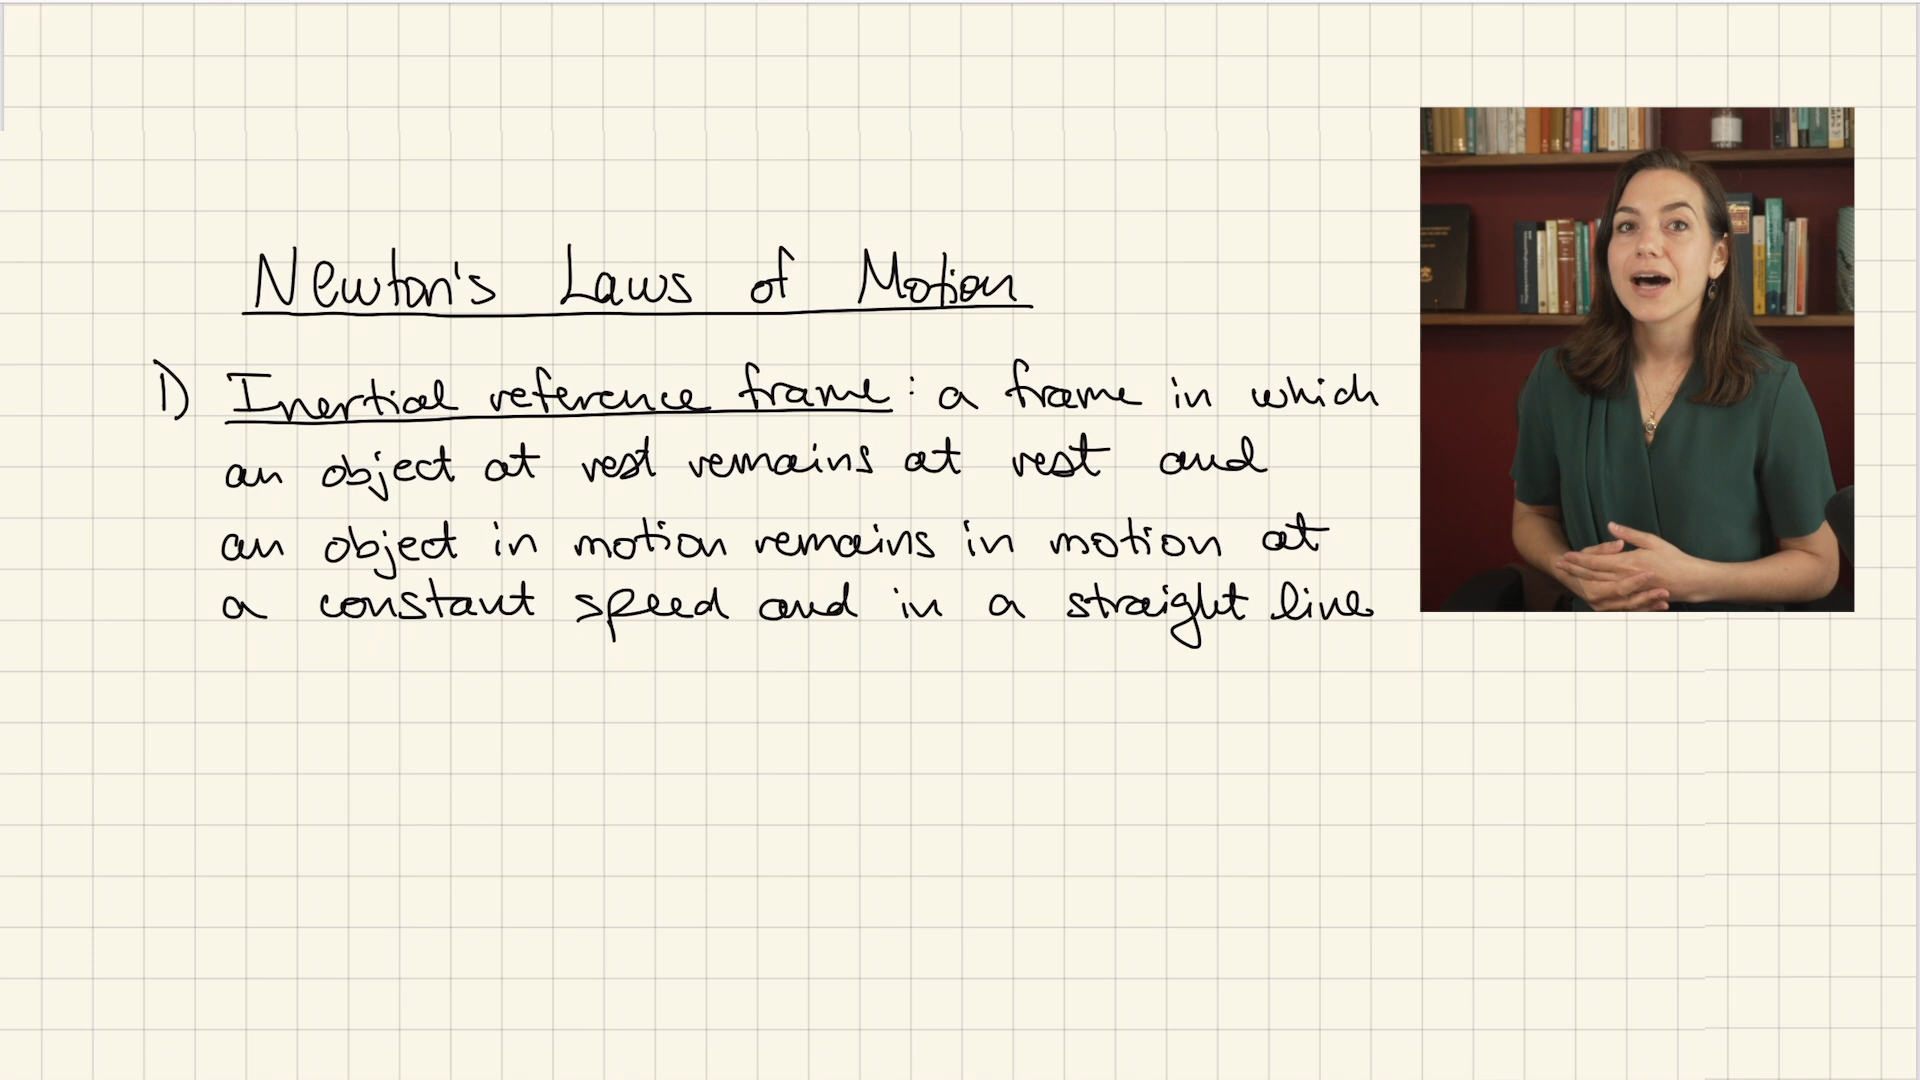 Newton's Laws of Motion
1) Inertial reference frame: a frame in which
an object at rest remains at rest and
an object in motion remains in motion at
a constant speed and in a straight line